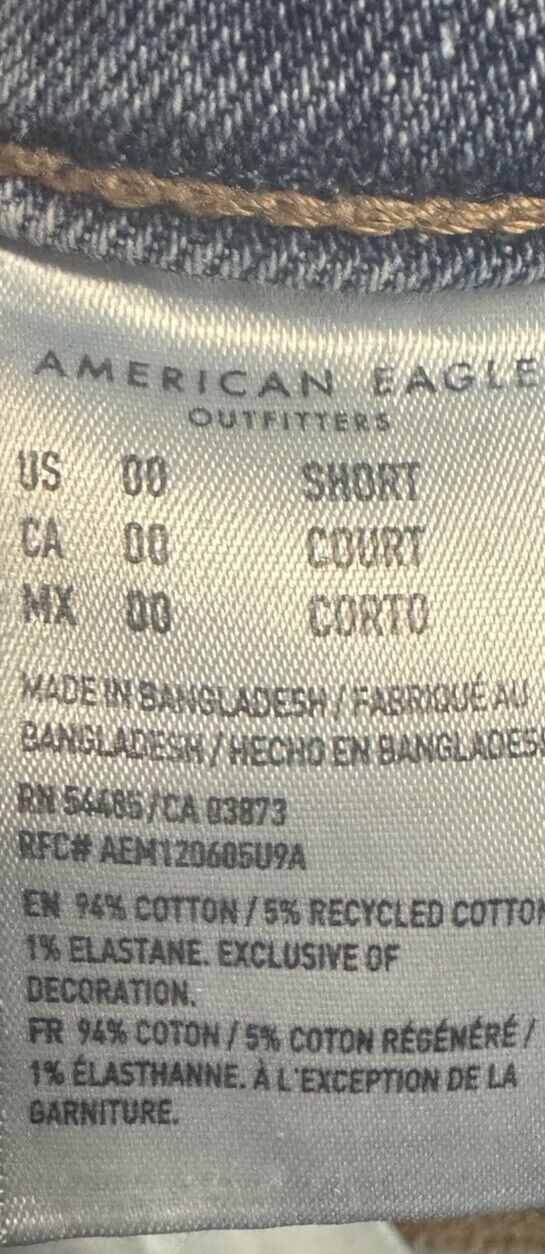 AMERICAN EAGLE
OUTFITTERS
US 00 SHORT
CA 00 COURT
MX 00 CORTO
MADE IN BANGLADESH / FABRIQUÉ AU
BANGLADESH / HECHO EN BANGLADES
RN 54485 / CA 03873
RFC# AEM120605U9A
EN 94% COTTON / 5% RECYCLED COTTON
1% ELASTANE. EXCLUSIVE OF
DECORATION.
FR 94% COTON / 5% COTON RÉGÉNÉRÉ /
1% ÉLASTHANNE. À L'EXCEPTION DE LA
GARNITURE.